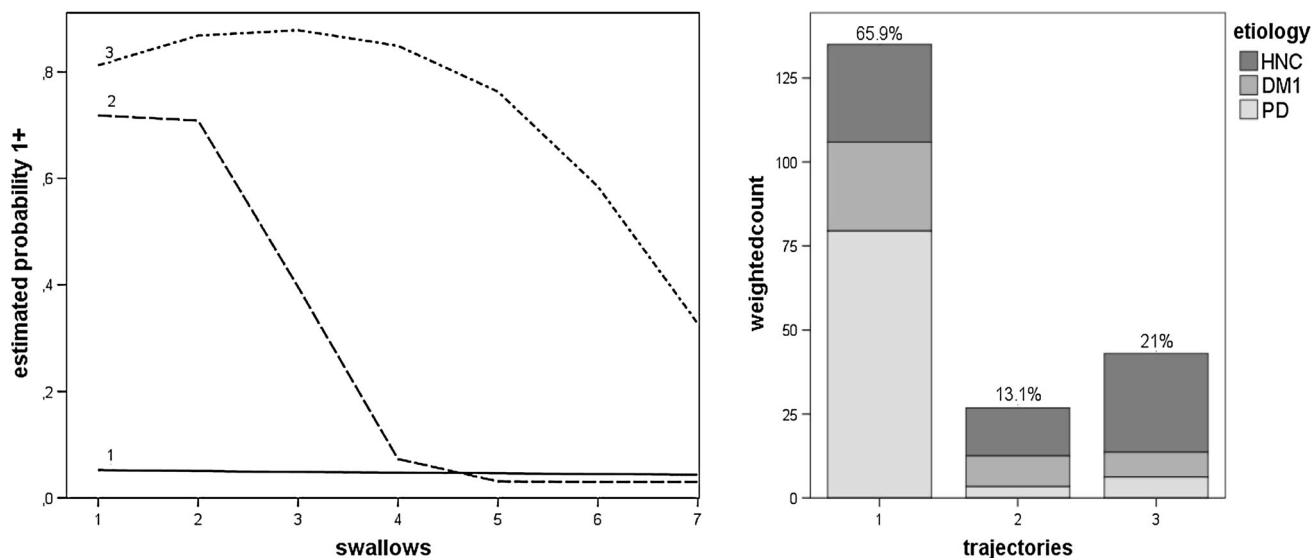 estimated probability 1+
,8
,6
,4
,2
,0
3
2
1
1 2 3 4 5 6 7
swallows
weightedcount
125
100
75
50
25
0
65.9%
13.1%
21%
1 2 3
trajectories
etiology
HNC
DM1
PD